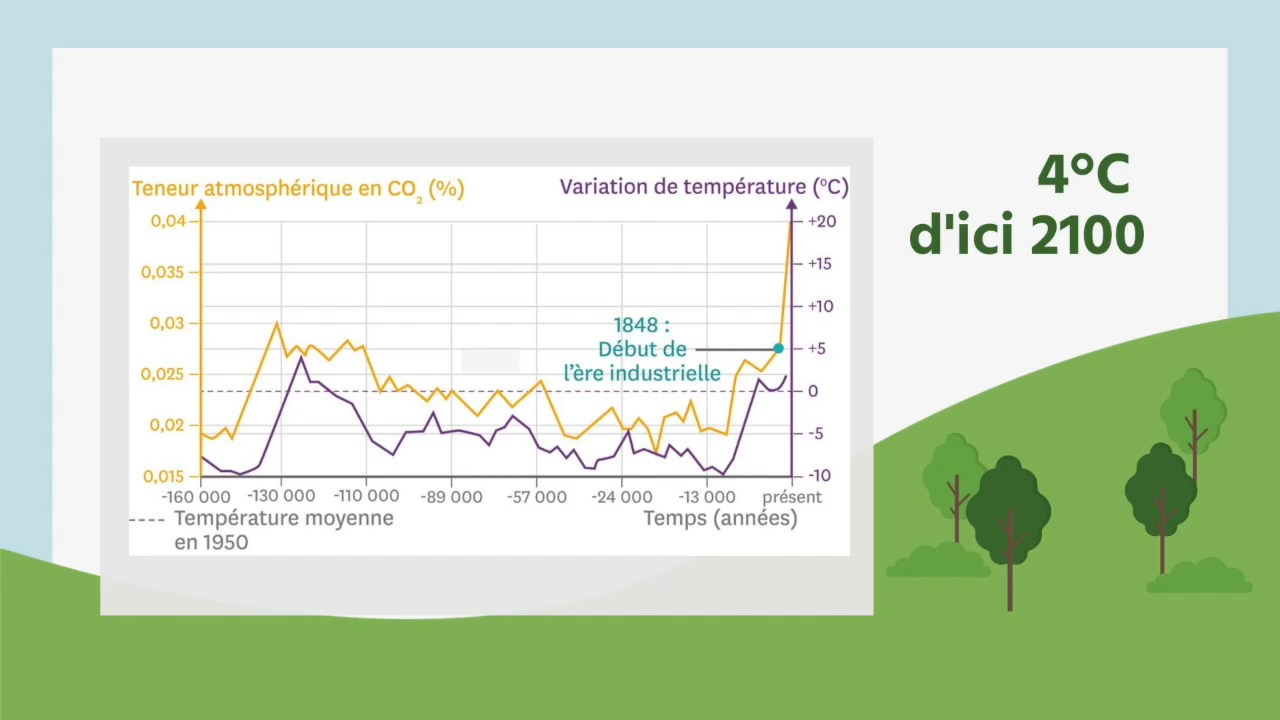 Teneur atmosphérique en CO₂ (%)
Variation de température (°C)
4°C
d'ici 2100
0,04
0,035
0,03
0,025
0,02
0,015
+20
+15
+10
+5
0
-5
-10
1848 :
Début de
l'ère industrielle
-160 000
-130 000
-110 000
-89 000
-57 000
-24 000
-13 000
présent
Température moyenne
en 1950
Temps (années)